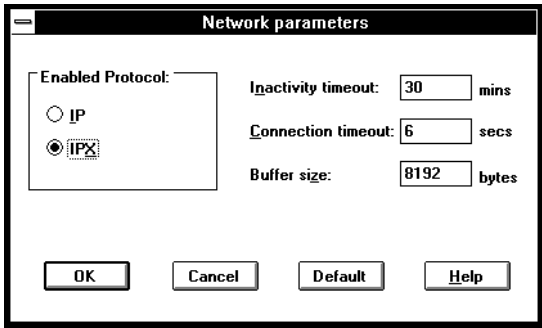 Network parameters
Enabled Protocol:
IP
IPX
Inactivity timeout: 30 mins
Connection timeout: 6 secs
Buffer size: 8192 bytes
OK Cancel Default Help